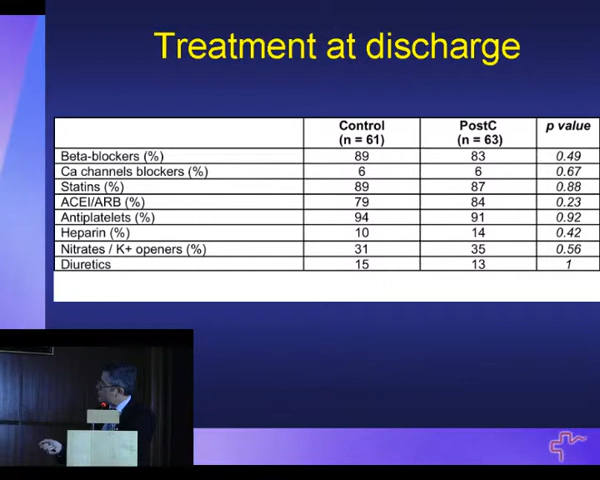 Treatment at discharge
Control PostC p value
(n = 61) (n = 63)
Beta-blockers (%) 89 83 0.49
Ca channels blockers (%) 6 6 0.67
Statins (%) 89 87 0.88
ACEI/ARB (%) 79 84 0.23
Antiplatelets (%) 94 91 0.92
Heparin (%) 10 14 0.42
Nitrates / K+ openers (%) 31 35 0.56
Diuretics 15 13 1